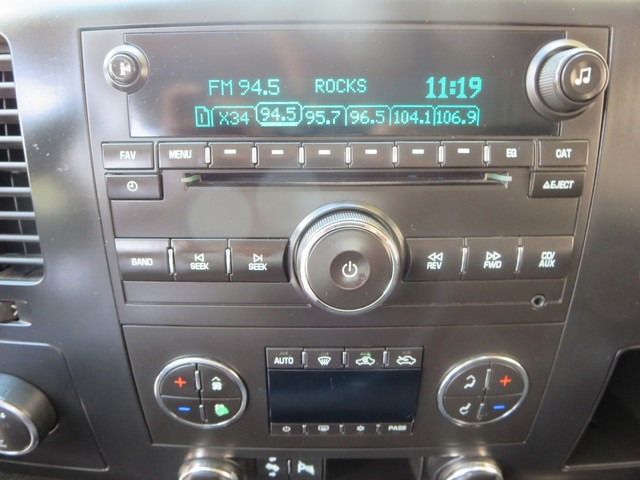 FM 94.5 ROCKS 11:19
1 X34 94.5 95.7 96.5 104.1 106.9
FAV MENU EQ CAT
EJECT
BAND SEEK SEEK REV FWD CD/AUX
AUTO
PASS